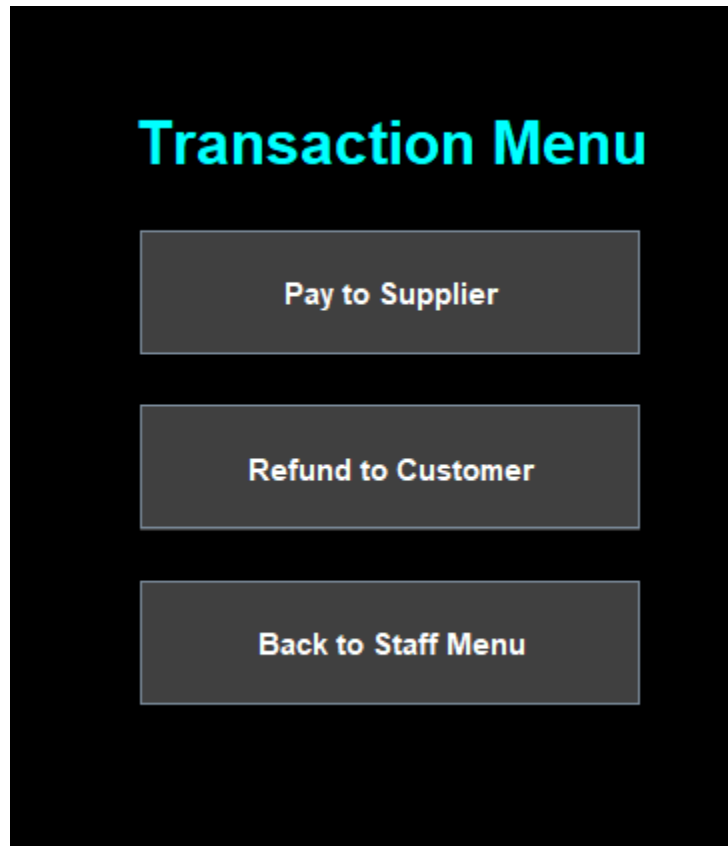 Transaction Menu
Pay to Supplier
Refund to Customer
Back to Staff Menu